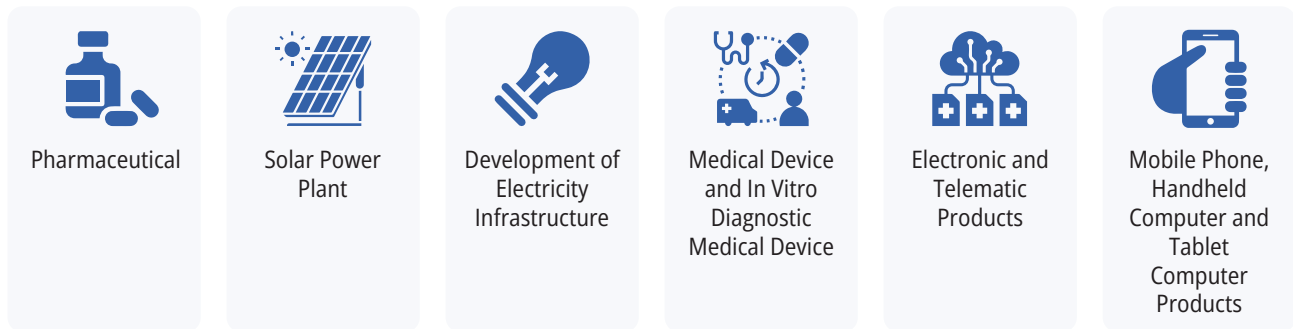 Pharmaceutical
Solar Power
Plant
Development of
Electricity
Infrastructure
Medical Device
and In Vitro
Diagnostic
Medical Device
Electronic and
Telematic
Products
Mobile Phone,
Handheld
Computer and
Tablet
Computer
Products